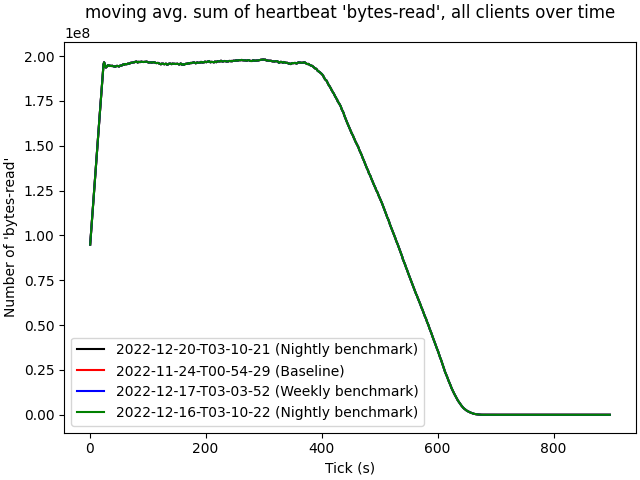 moving avg. sum of heartbeat 'bytes-read', all clients over time
1e8
2.00
1.75
1.50
1.25
1.00
0.75
0.50
0.25
0.00
Number of 'bytes-read'
2022-12-20-T03-10-21 (Nightly benchmark)
2022-11-24-T00-54-29 (Baseline)
2022-12-17-T03-03-52 (Weekly benchmark)
2022-12-16-T03-10-22 (Nightly benchmark)
0 200 400 600 800
Tick (s)